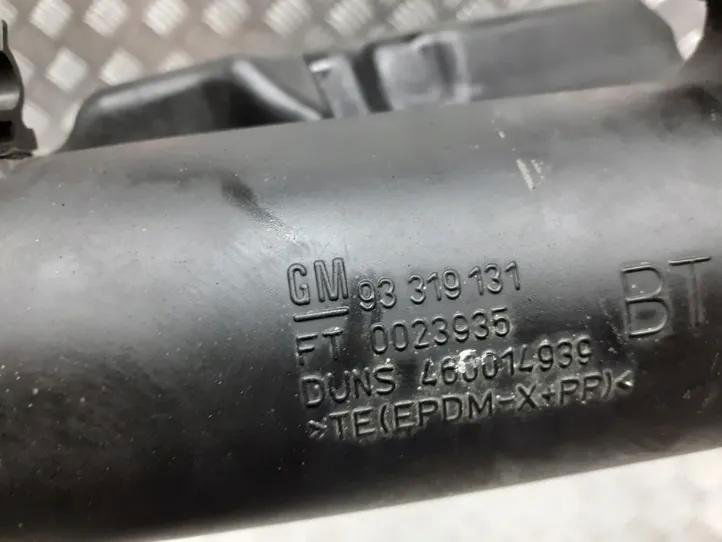 GM 93 319 131
FT 0023935
DUNS 460014939
>TE(EPDM-X+PP)<
BT